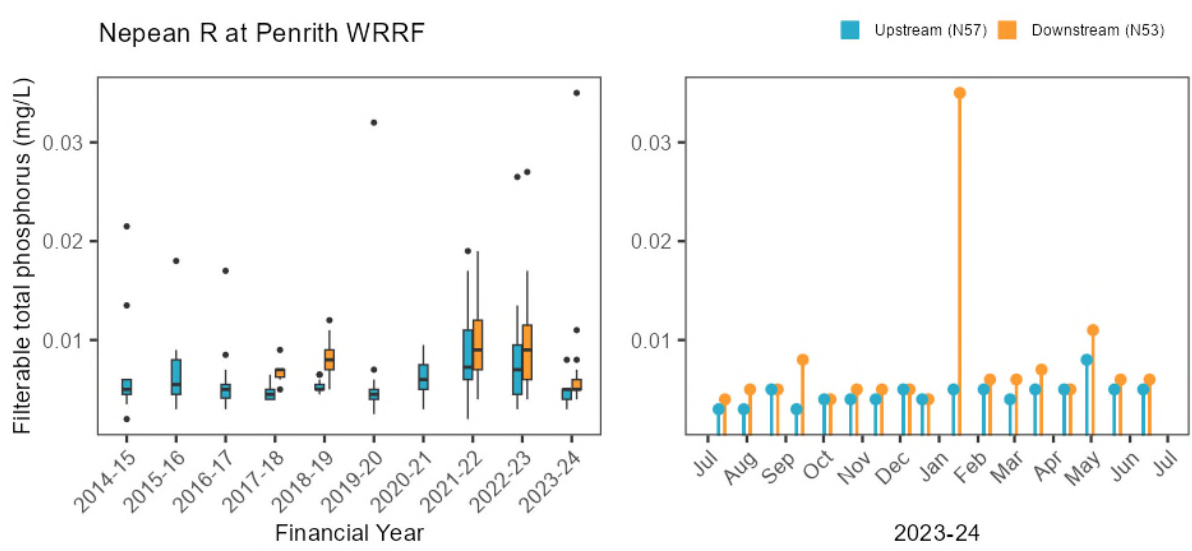 Nepean R at Penrith WRRF
Upstream (N57) Downstream (N53)
Filterable total phosphorus (mg/L)
0.03
0.02
0.01
2014-15 2015-16 2016-17 2017-18 2018-19 2019-20 2020-21 2021-22 2022-23 2023-24
Financial Year
0.03
0.02
0.01
Jul Aug Sep Oct Nov Dec Jan Feb Mar Apr May Jun Jul
2023-24